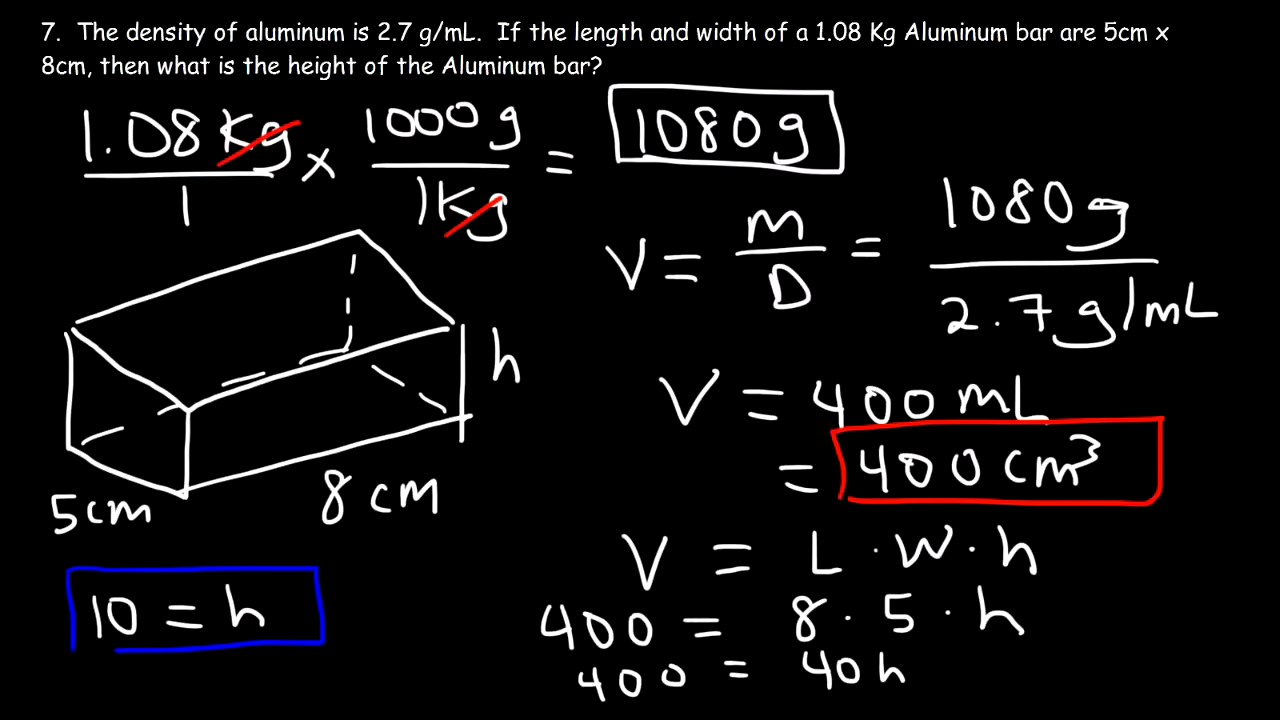 7. The density of aluminum is 2.7 g/mL. If the length and width of a 1.08 Kg Aluminum bar are 5cm x
8cm, then what is the height of the Aluminum bar?
1.08 Kg / 1 x 1000 g / 1 Kg = 1080 g
V = M / D = 1080 g / 2.7 g/mL
h
V = 400 mL
= 400 cm³
5cm
8 cm
V = L · W · h
10 = h
400 = 8 · 5 · h
400 = 40 h